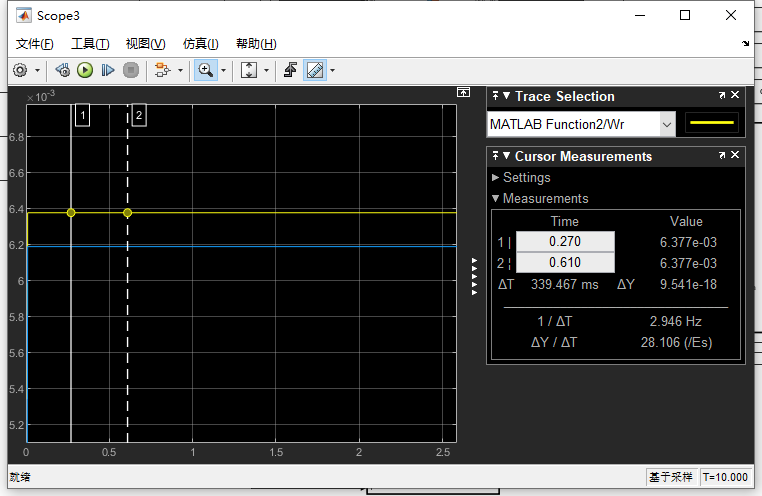 Scope3
文件(F) 工具(T) 视图(V) 仿真(I) 帮助(H)
×10⁻³
1 2
6.8
6.6
6.4
6.2
6
5.8
5.6
5.4
5.2
0 0.5 1 1.5 2 2.5
Trace Selection
MATLAB Function2/Wr
Cursor Measurements
Settings
Measurements
Time Value
1 | 0.270 6.377e-03
2 ¦ 0.610 6.377e-03
ΔT 339.467 ms ΔY 9.541e-18
1 / ΔT 2.946 Hz
ΔY / ΔT 28.106 (/Es)
就绪 基于采样 T=10.000